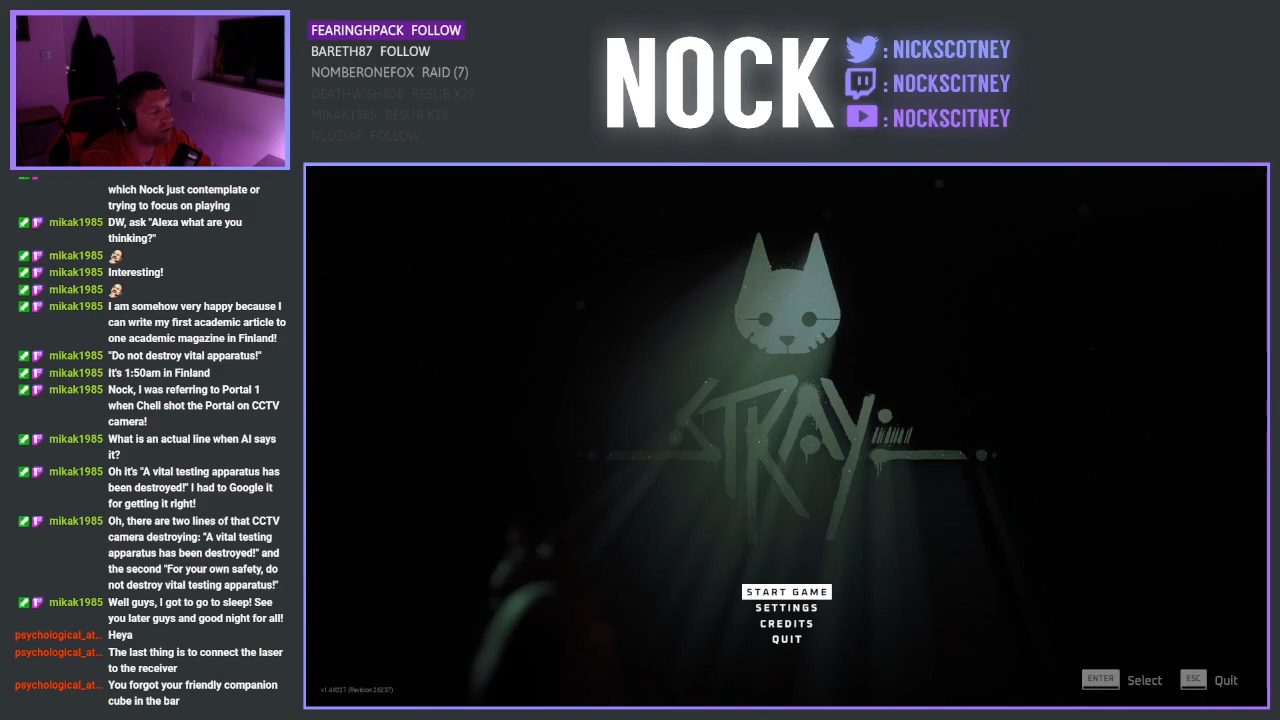 FEARINGHPACK FOLLOW
BARETH87 FOLLOW
NOMBERONEFOX RAID (7)
DEATHWISH808 RESUB X27
MIKAK1985 RESUB X19
NOCK
: NICKSCOTNEY
: NOCKSCITNEY
: NOCKSCITNEY
which Nock just contemplate or
trying to focus on playing
mikak1985 DW, ask "Alexa what are you
thinking?"
mikak1985
mikak1985 Interesting!
mikak1985
mikak1985 I am somehow very happy because I
can write my first academic article to
one academic magazine in Finland!
mikak1985 "Do not destroy vital apparatus!"
mikak1985 It's 1:50am in Finland
mikak1985 Nock, I was referring to Portal 1
when Chell shot the Portal on CCTV
camera!
mikak1985 What is an actual line when AI says
it?
mikak1985 Oh it's "A vital testing apparatus has
been destroyed!" I had to Google it
for getting it right!
mikak1985 Oh, there are two lines of that CCTV
camera destroying: "A vital testing
apparatus has been destroyed!" and
the second "For your own safety, do
not destroy vital testing apparatus!"
mikak1985 Well guys, I got to go to sleep! See
you later guys and good night for all!
psychological_at... Heya
psychological_at... The last thing is to connect the laser
to the receiver
psychological_at... You forgot your friendly companion
cube in the bar
STRAY
START GAME
SETTINGS
CREDITS
QUIT
ENTER Select ESC Quit